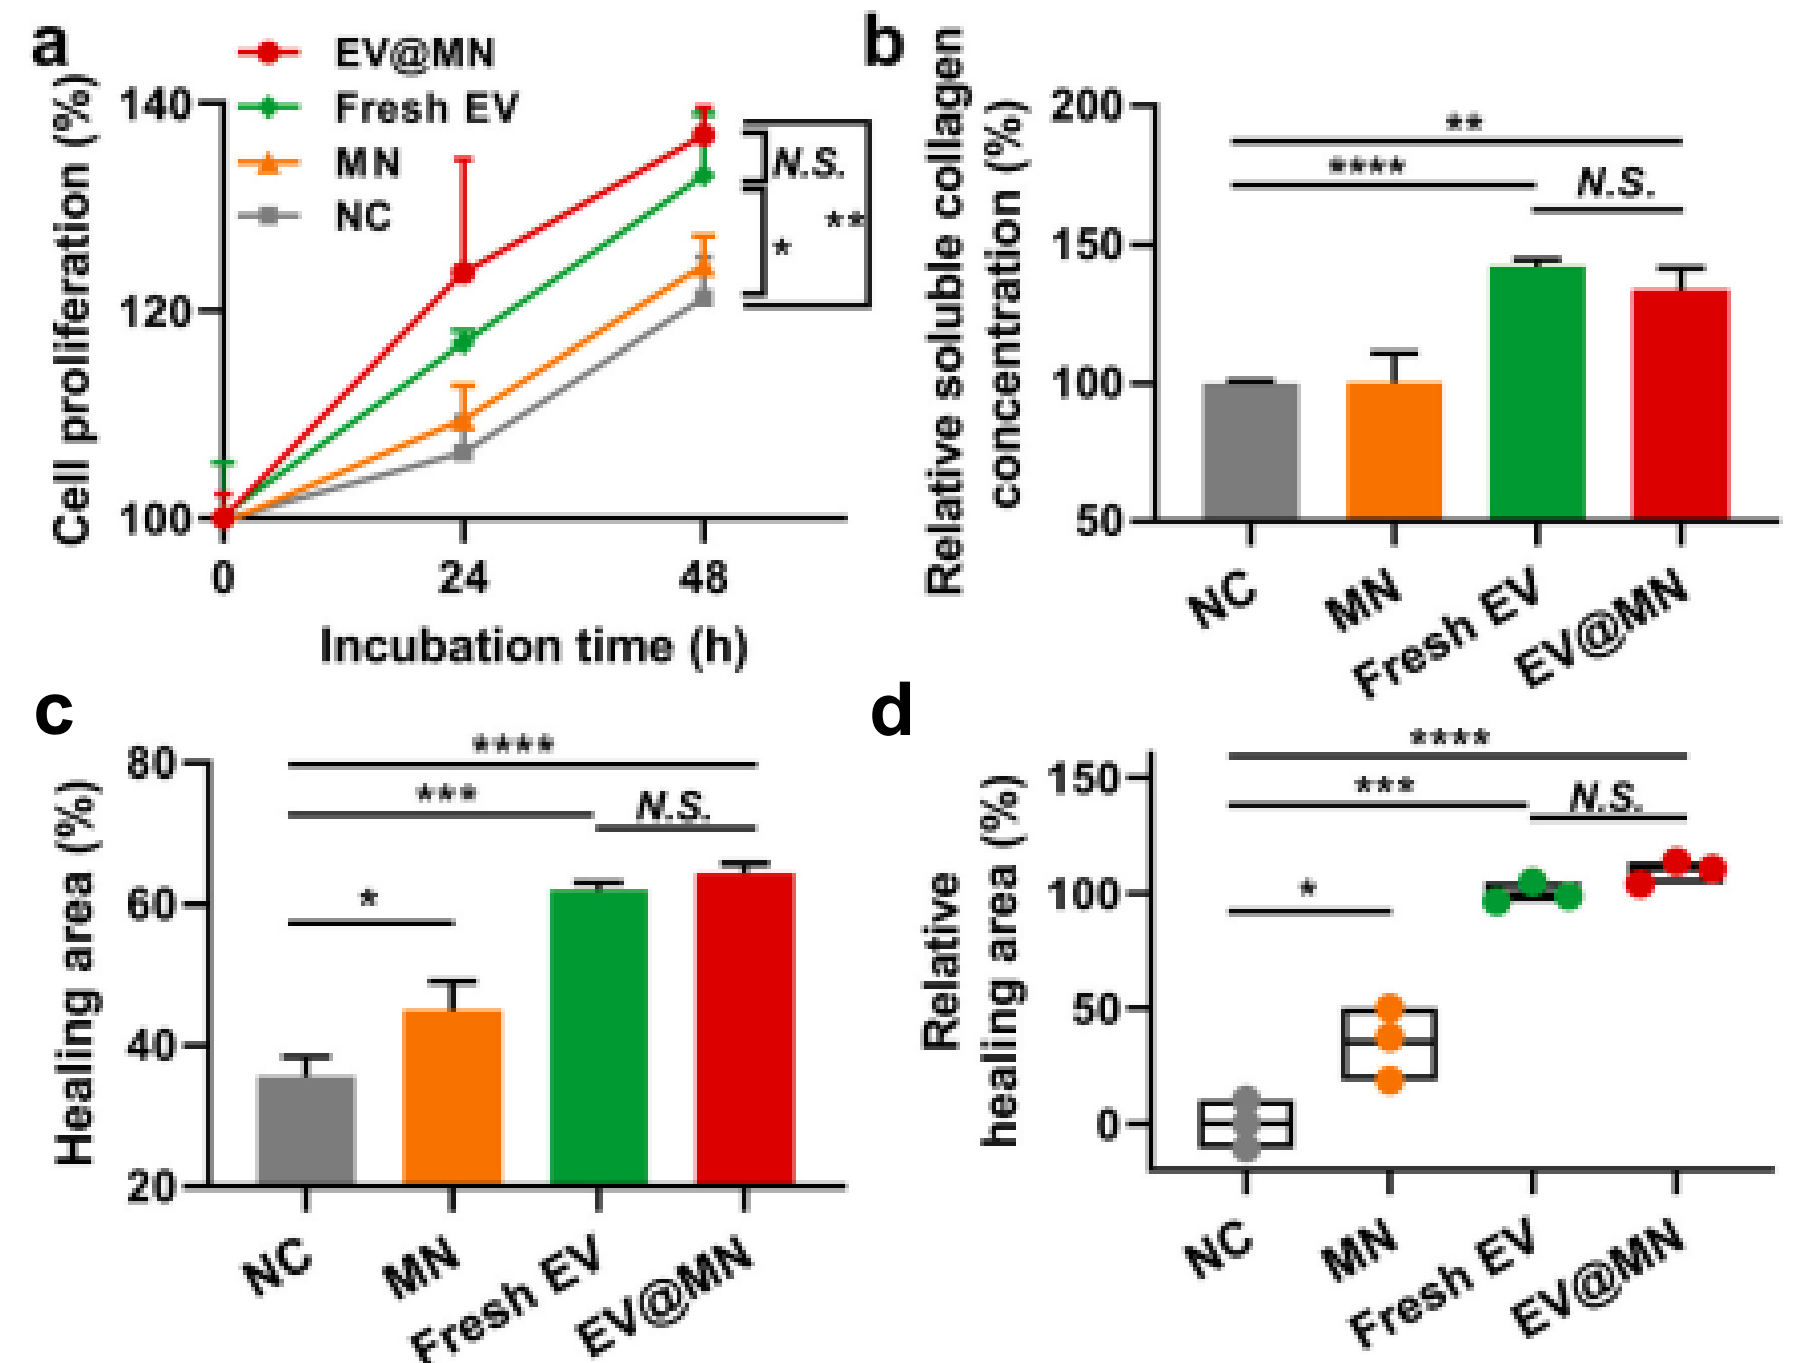 a
EV@MN
Fresh EV
MN
NC
Cell proliferation (%)
140
120
100
0 24 48
Incubation time (h)
N.S.
*
**
b
Relative soluble collagen
concentration (%)
200
150
100
50
**
****
N.S.
NC MN Fresh EV EV@MN
c
Healing area (%)
80
60
40
20
****
***
N.S.
*
NC MN Fresh EV EV@MN
d
Relative
healing area (%)
150
100
50
0
****
***
N.S.
*
NC MN Fresh EV EV@MN